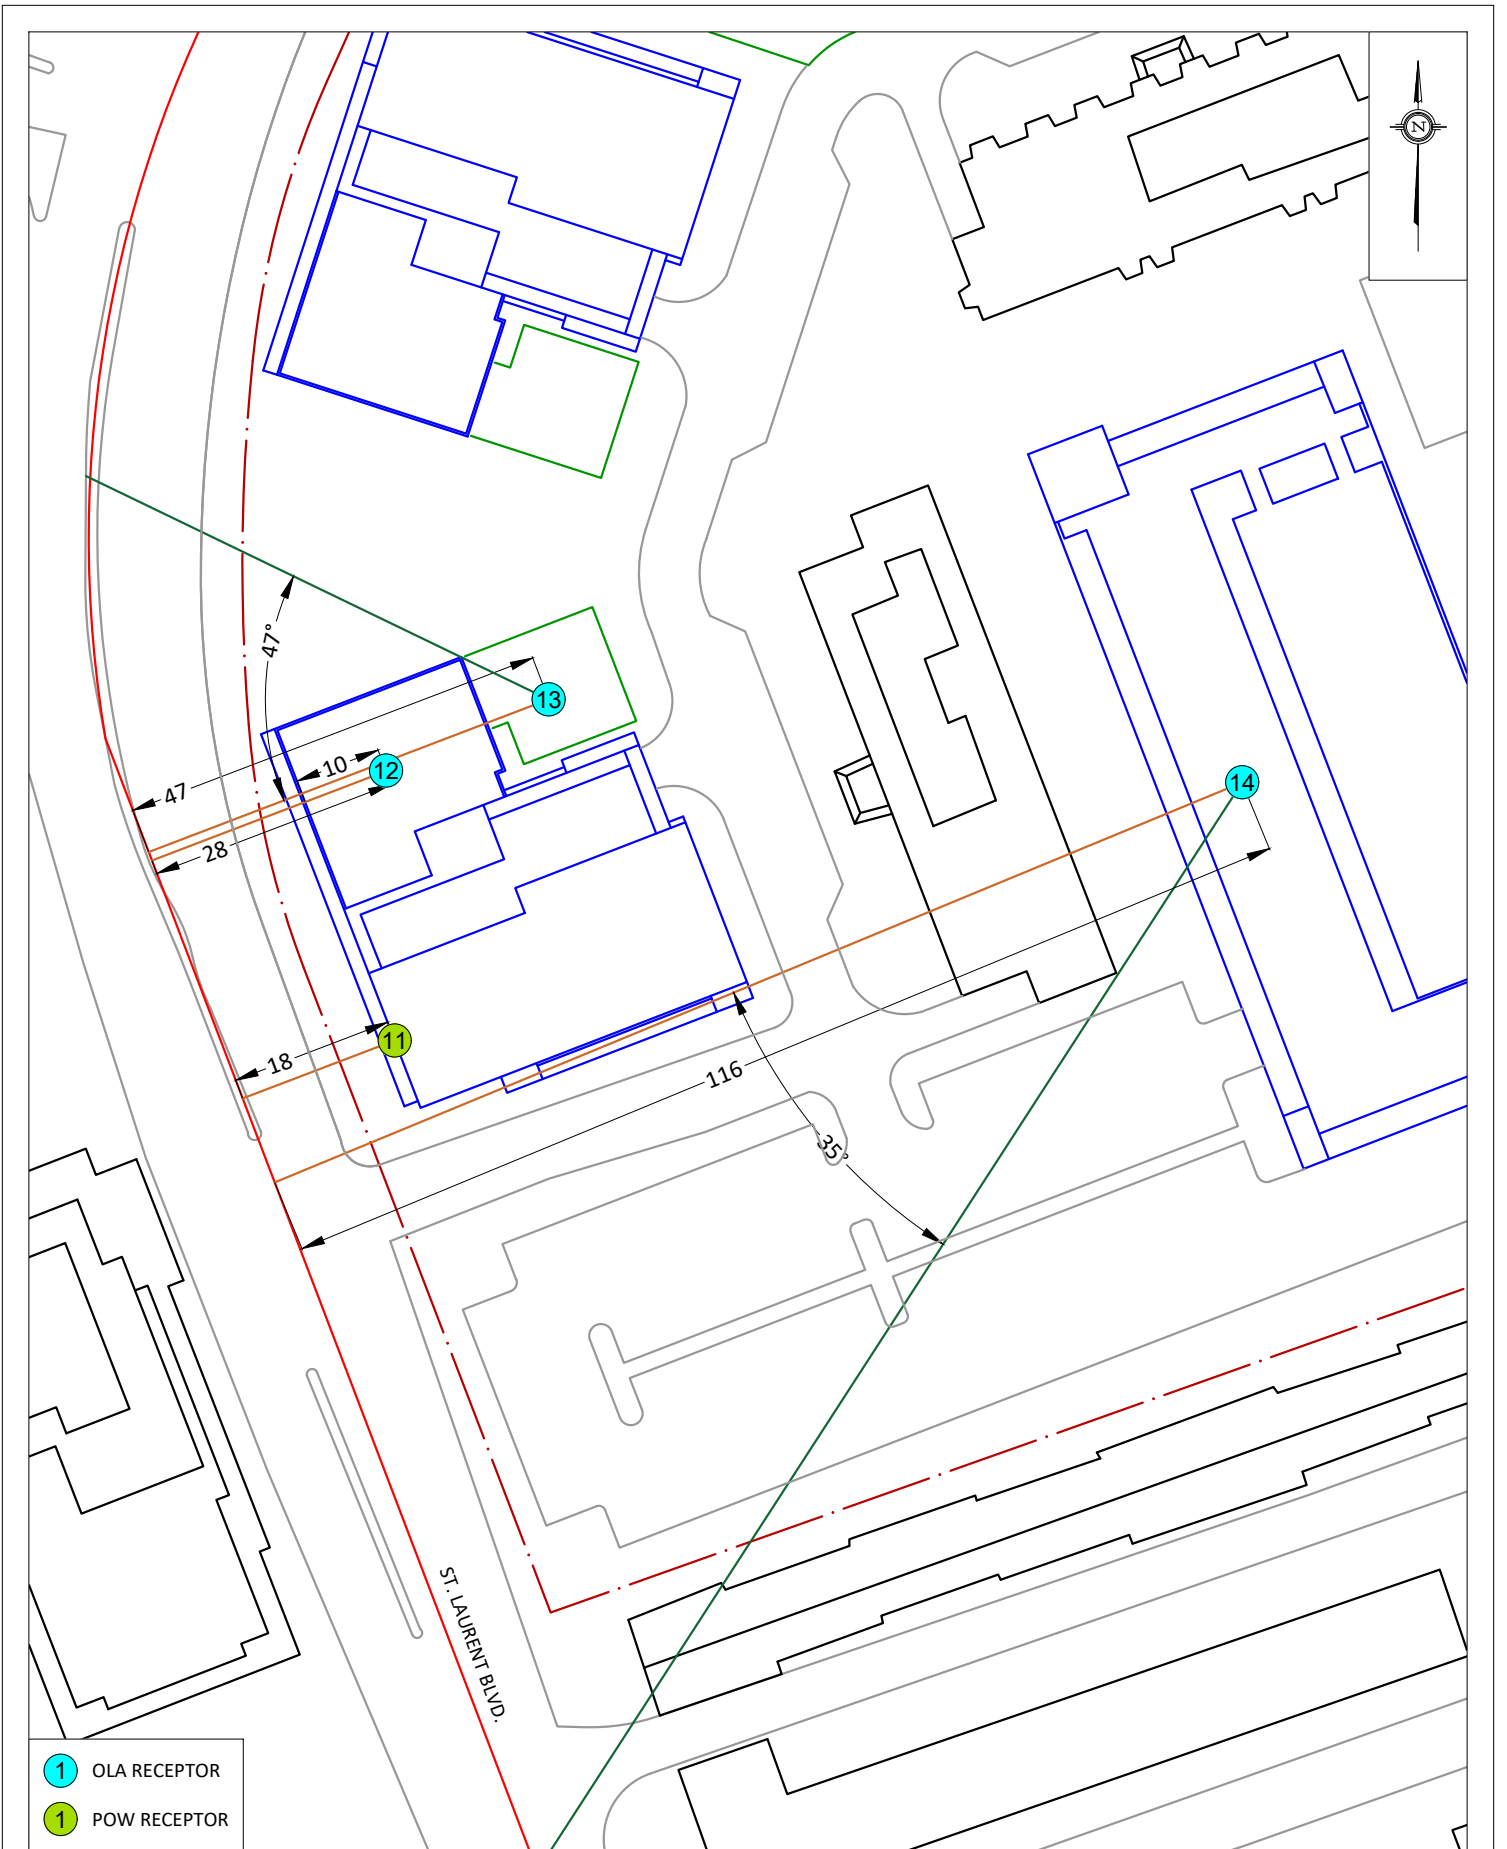 N
47°
13
10
12
47
28
14
11
18
116
35°
ST. LAURENT BLVD.
1 OLA RECEPTOR
1 POW RECEPTOR